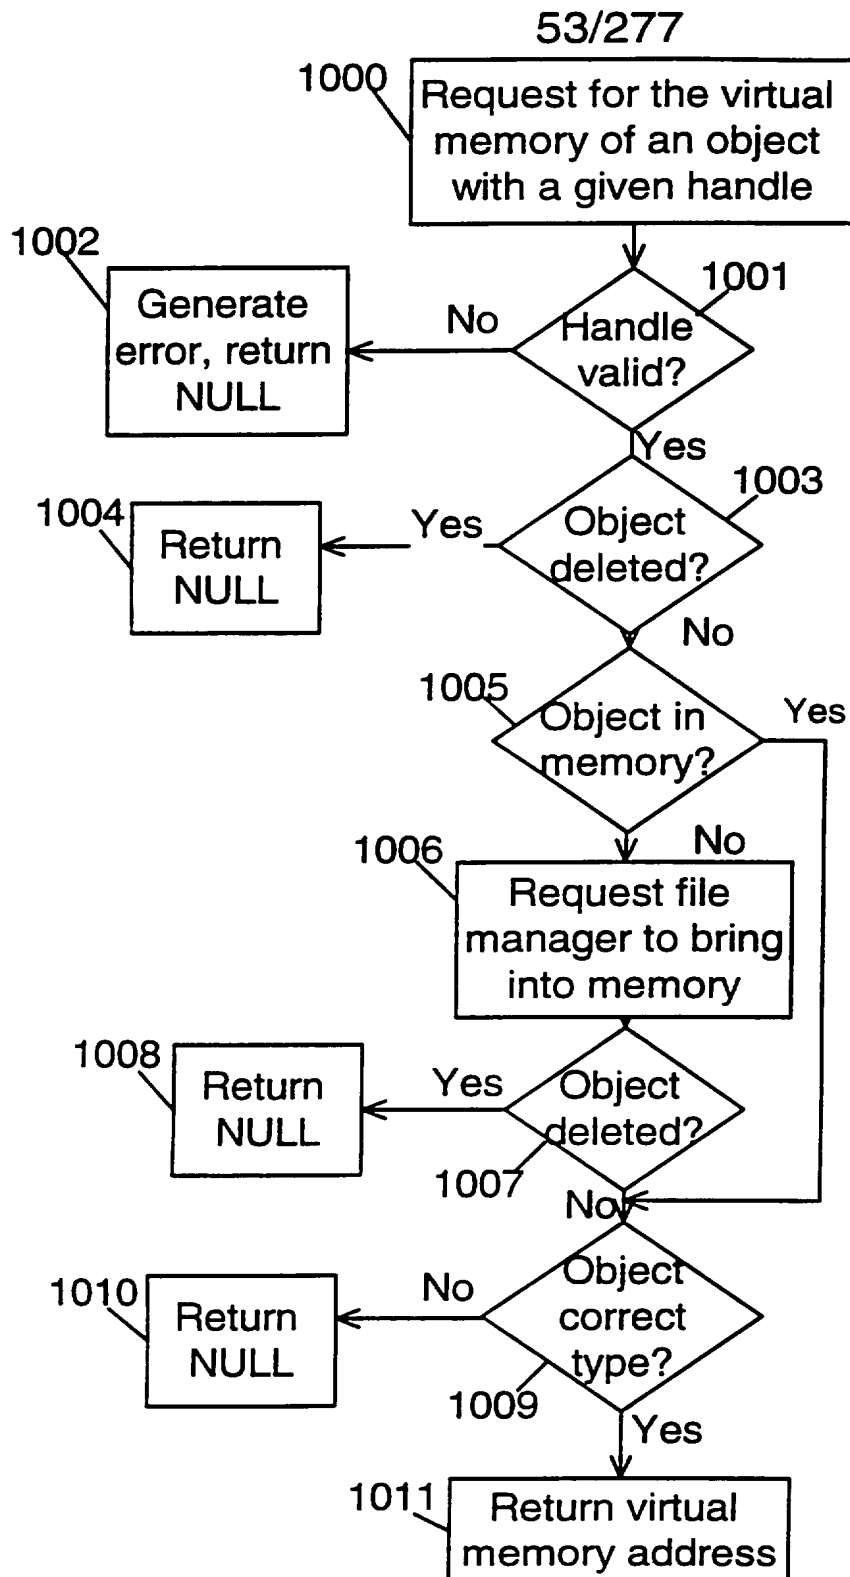 53/277
1000
Request for the virtual
memory of an object
with a given handle
1002
1001
Generate
error, return
NULL
No
Handle
valid?
Yes
1003
1004
Return
NULL
Yes
Object
deleted?
No
1005
Object in
memory?
Yes
No
1006
Request file
manager to bring
into memory
1008
Return
NULL
Yes
Object
deleted?
1007
No
1010
Return
NULL
No
Object
correct
type?
1009
Yes
1011
Return virtual
memory address